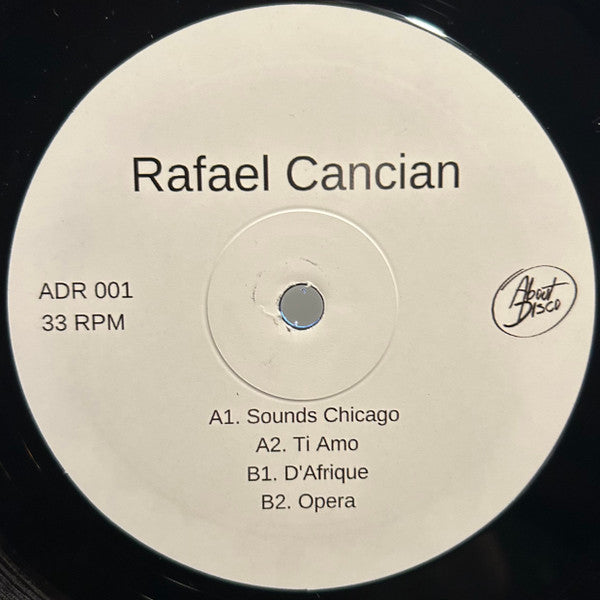 Rafael Cancian
ADR 001
33 RPM
About
Disco
A1. Sounds Chicago
A2. Ti Amo
B1. D'Afrique
B2. Opera